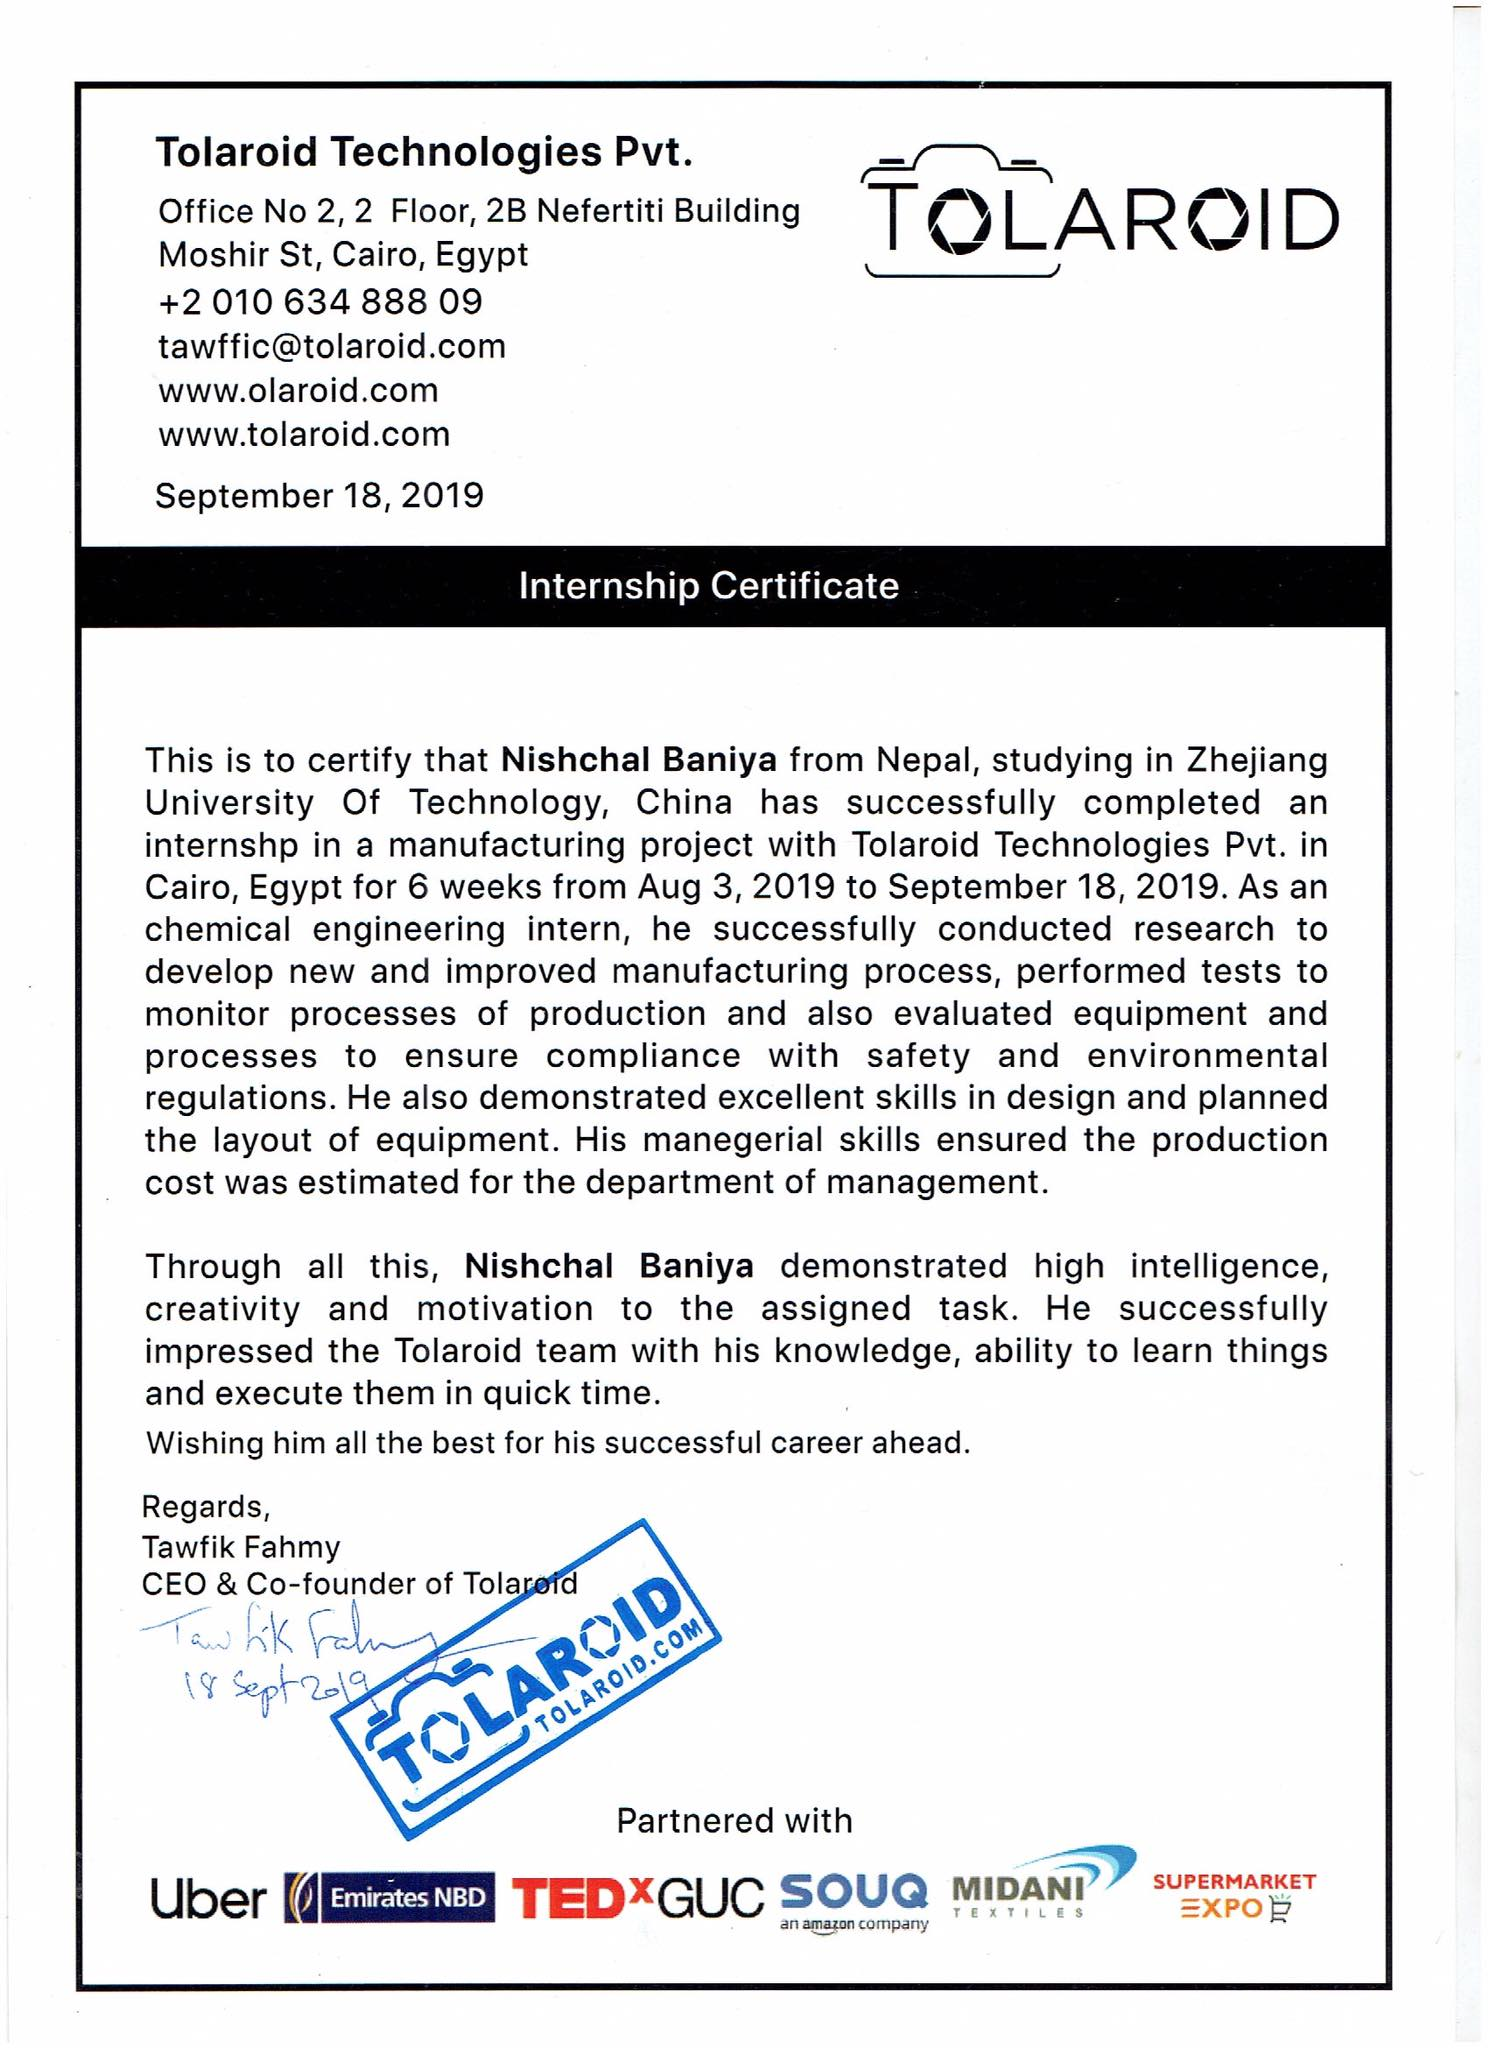 Tolaroid Technologies Pvt.
TOLAROID
Office No 2, 2 Floor, 2B Nefertiti Building
Moshir St, Cairo, Egypt
+2 010 634 888 09
tawffic@tolaroid.com
www.olaroid.com
www.tolaroid.com
September 18, 2019
Internship Certificate
This is to certify that Nishchal Baniya from Nepal, studying in Zhejiang
University Of Technology, China has successfully completed an
internshp in a manufacturing project with Tolaroid Technologies Pvt. in
Cairo, Egypt for 6 weeks from Aug 3, 2019 to September 18, 2019. As an
chemical engineering intern, he successfully conducted research to
develop new and improved manufacturing process, performed tests to
monitor processes of production and also evaluated equipment and
processes to ensure compliance with safety and environmental
regulations. He also demonstrated excellent skills in design and planned
the layout of equipment. His manegerial skills ensured the production
cost was estimated for the department of management.
Through all this, Nishchal Baniya demonstrated high intelligence,
creativity and motivation to the assigned task. He successfully
impressed the Tolaroid team with his knowledge, ability to learn things
and execute them in quick time.
Wishing him all the best for his successful career ahead.
Regards,
Tawfik Fahmy
CEO & Co-founder of Tolaroid
Tawfik Fahmy
18 Sept 2019
TOLAROID
TOLAROID.COM
Partnered with
Uber
Emirates NBD
TEDxGUC
SOUQ
an amazon company
MIDANI
TEXTILES
SUPERMARKET
EXPO